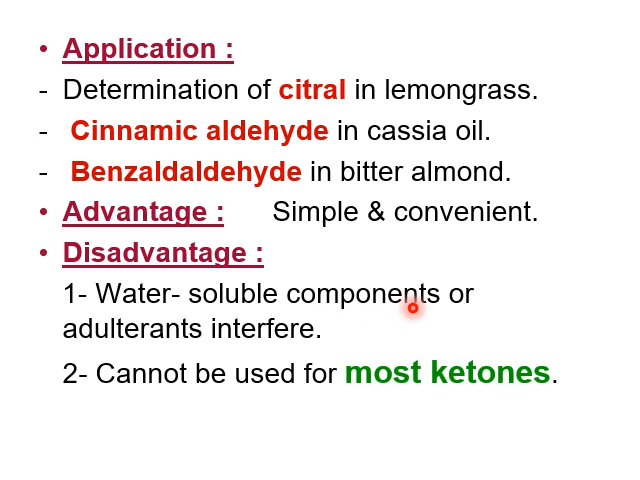 • Application :
- Determination of citral in lemongrass.
- Cinnamic aldehyde in cassia oil.
- Benzaldaldehyde in bitter almond.
• Advantage : Simple & convenient.
• Disadvantage :
1- Water- soluble components or
adulterants interfere.
2- Cannot be used for most ketones.